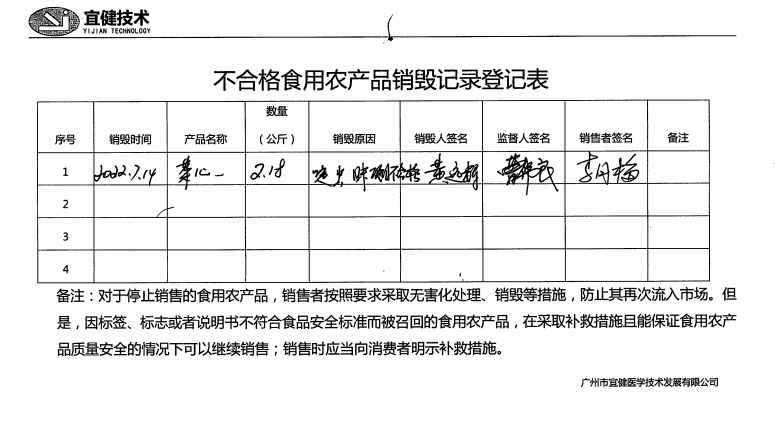 宜健技术
YIJIAN TECHNOLOGY
不合格食用农产品销毁记录登记表
序号 销毁时间 产品名称 数量（公斤） 销毁原因 销毁人签名 监督人签名 销售者签名 备注
1 2022.7.14 菜心 2.18 啶虫脒不合格 黄
2
3
4
备注：对于停止销售的食用农产品，销售者按照要求采取无害化处理、销毁等措施，防止其再次流入市场。但
是，因标签、标志或者说明书不符合食品安全标准而被召回的食用农产品，在采取补救措施且能保证食用农产
品质量安全的情况下可以继续销售；销售时应当向消费者明示补救措施。
广州市宜健医学技术发展有限公司